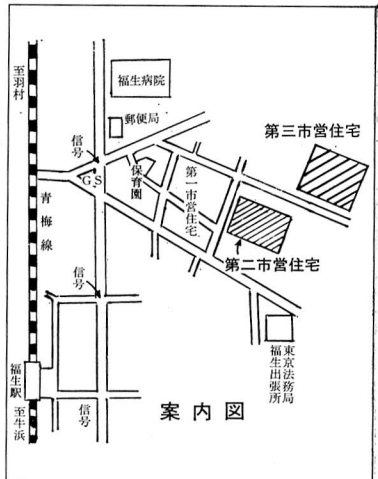 至羽村
福生病院
郵便局
信号
第三市営住宅
G.S
保育園
第一市営住宅
青梅線
第二市営住宅
信号
東京法務局
福生出張所
福生駅
信号
至牛浜
案内図